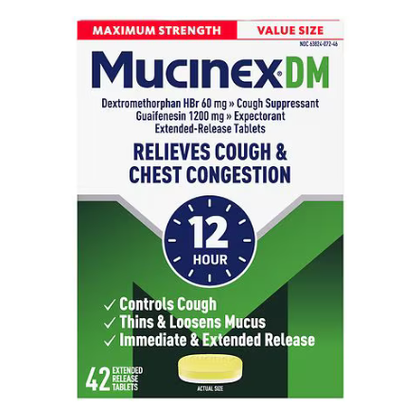 MAXIMUM STRENGTH
VALUE SIZE
NDC 63824-072-46
MUCINEX® DM
Dextromethorphan HBr 60 mg » Cough Suppressant
Guaifenesin 1200 mg » Expectorant
Extended-Release Tablets
RELIEVES COUGH &
CHEST CONGESTION
12
HOUR
✓ Controls Cough
✓ Thins & Loosens Mucus
✓ Immediate & Extended Release
42 EXTENDED
RELEASE
TABLETS
ACTUAL SIZE